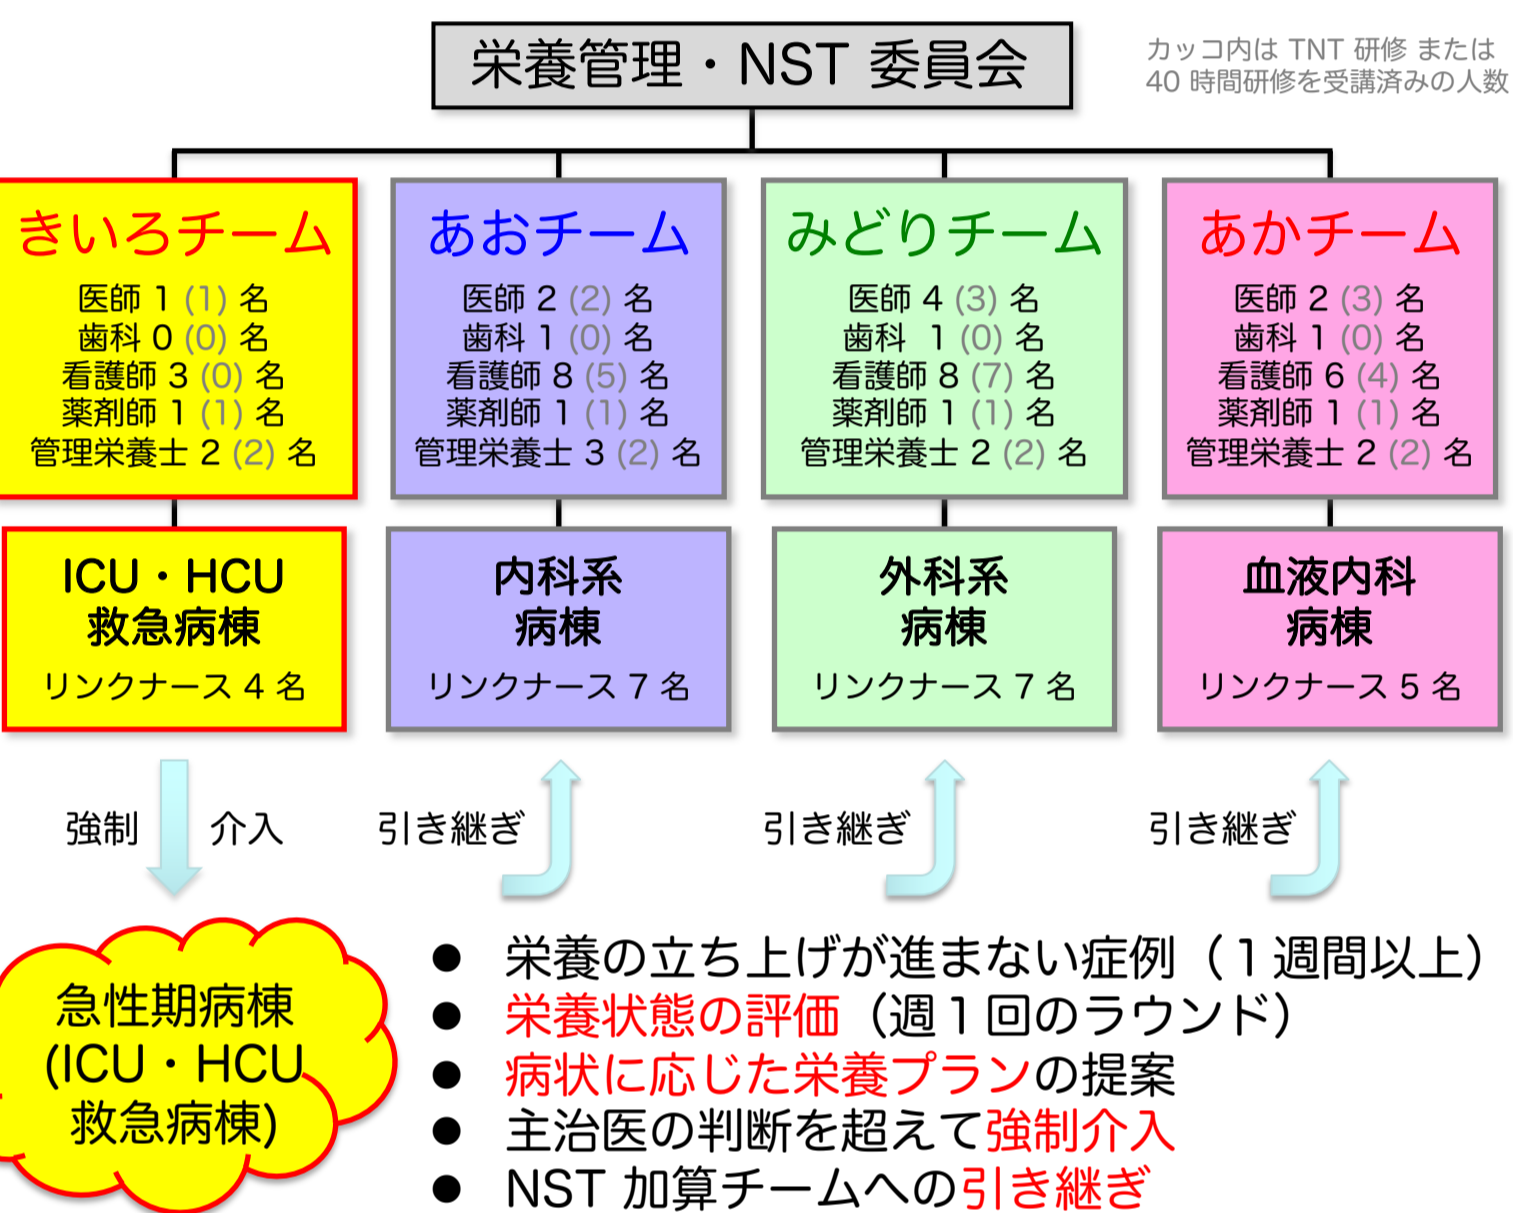 栄養管理・NST 委員会
カッコ内は TNT 研修 または
40 時間研修を受講済みの人数
きいろチーム
医師 1 (1) 名
歯科 0 (0) 名
看護師 3 (0) 名
薬剤師 1 (1) 名
管理栄養士 2 (2) 名
あおチーム
医師 2 (2) 名
歯科 1 (0) 名
看護師 8 (5) 名
薬剤師 1 (1) 名
管理栄養士 3 (2) 名
みどりチーム
医師 4 (3) 名
歯科 1 (0) 名
看護師 8 (7) 名
薬剤師 1 (1) 名
管理栄養士 2 (2) 名
あかチーム
医師 2 (3) 名
歯科 1 (0) 名
看護師 6 (4) 名
薬剤師 1 (1) 名
管理栄養士 2 (2) 名
ICU・HCU
救急病棟
リンクナース 4 名
内科系
病棟
リンクナース 7 名
外科系
病棟
リンクナース 7 名
血液内科
病棟
リンクナース 5 名
強制 介入
引き継ぎ
引き継ぎ
引き継ぎ
急性期病棟
(ICU・HCU
救急病棟)
● 栄養の立ち上げが進まない症例（１週間以上）
● 栄養状態の評価（週１回のラウンド）
● 病状に応じた栄養プランの提案
● 主治医の判断を超えて強制介入
● NST 加算チームへの引き継ぎ